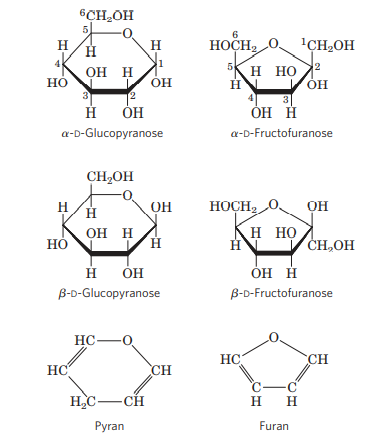 ⁶CH₂OH
5
O
H
H
H
4
1
OH H
HO
OH
3
2
H OH
α-D-Glucopyranose
6
HOCH₂ O ¹CH₂OH
5
2
H HO
H
OH
4
3
OH H
α-D-Fructofuranose
CH₂OH
O
H
OH
H
OH H
HO
H
H OH
β-D-Glucopyranose
HOCH₂ O OH
H HO
H
CH₂OH
OH H
β-D-Fructofuranose
HC O
HC CH
H₂C CH
Pyran
O
HC CH
C C
H H
Furan